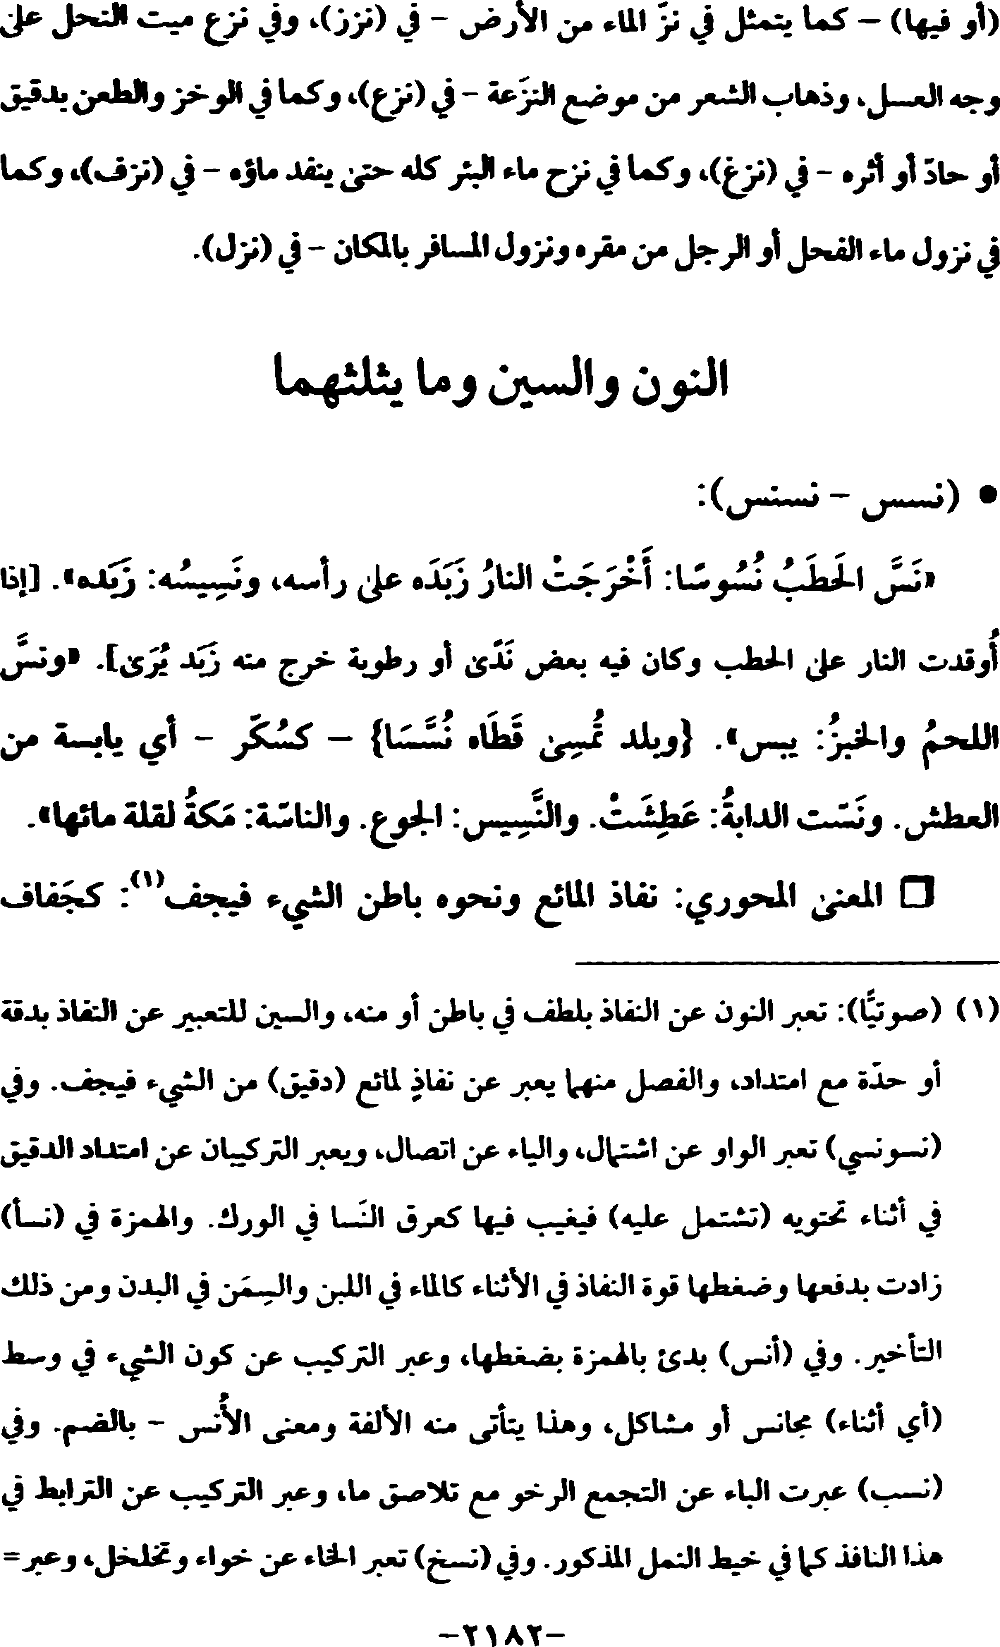 (أو فيها) – كما يتمثل في نزّ الماء من الأرض - في (نزز)، وفي نزع ميت النحل على
وجه العسل، وذهاب الشعر من موضع النزَعة - في (نزع)، وكما في الوخز والطعن بدقيق
أو حادّ أو أثره - في (نزغ)، وكما في نزح ماء البئر كله حتى ينفد ماؤه - في (نزف)، وكما
في نزول ماء الفحل أو الرجل من مقره ونزول المسافر بالمكان - في (نزل).
النون والسين وما يثلثهما
• (نسس - نسنس):
«نَسَّ الحَطَبُ نُسُوسًا: أَخْرَجَتْ النارُ زَبَدَه على رأسه، ونَسِيسُه: زَبَده». [إذا
أُوقدت النار على الحطب وكان فيه بعض نَدًى أو رطوبة خرج منه زَبَد يُرَى]. «ونسَّ
اللحمُ والخبزُ: يبس». {وبلد تُمسِى قَطَاه نُسَّسَا} – كسُكَّر - أي يابسة من
العطش. ونَسّت الدابةُ: عَطِشَتْ. والنَّسِيس: الجوع. والناسّة: مَكةُ لقلة مائها».
□ المعنى المحوري: نفاذ المائع ونحوه باطن الشيء فيجف(١): كجَفاف
(١) (صوتيًّا): تعبر النون عن النفاذ بلطف في باطن أو منه، والسين للتعبير عن النفاذ بدقة
أو حدّة مع امتداد، والفصل منهما يعبر عن نفاذٍ لمائع (دقيق) من الشيء فيجف. وفي
(نسونسي) تعبر الواو عن اشتمال، والياء عن اتصال، ويعبر التركيبان عن امتداد الدقيق
في أثناء تحتويه (تشتمل عليه) فيغيب فيها كعرق النَسا في الورك. والهمزة في (نسأ)
زادت بدفعها وضغطها قوة النفاذ في الأثناء كالماء في اللبن والسِمَن في البدن ومن ذلك
التأخير. وفي (أنس) بدئ بالهمزة بضغطها، وعبر التركيب عن كون الشيء في وسط
(أي أثناء) مجانس أو مشاكل، وهذا يتأتى منه الألفة ومعنى الأُنس - بالضم. وفي
(نسب) عبرت الباء عن التجمع الرخو مع تلاصق ما، وعبر التركيب عن الترابط في
هذا النافذ كما في خيط النمل المذكور. وفي (نسخ) تعبر الخاء عن خواء وتخلخل، وعبر=
-٢١٨٢-